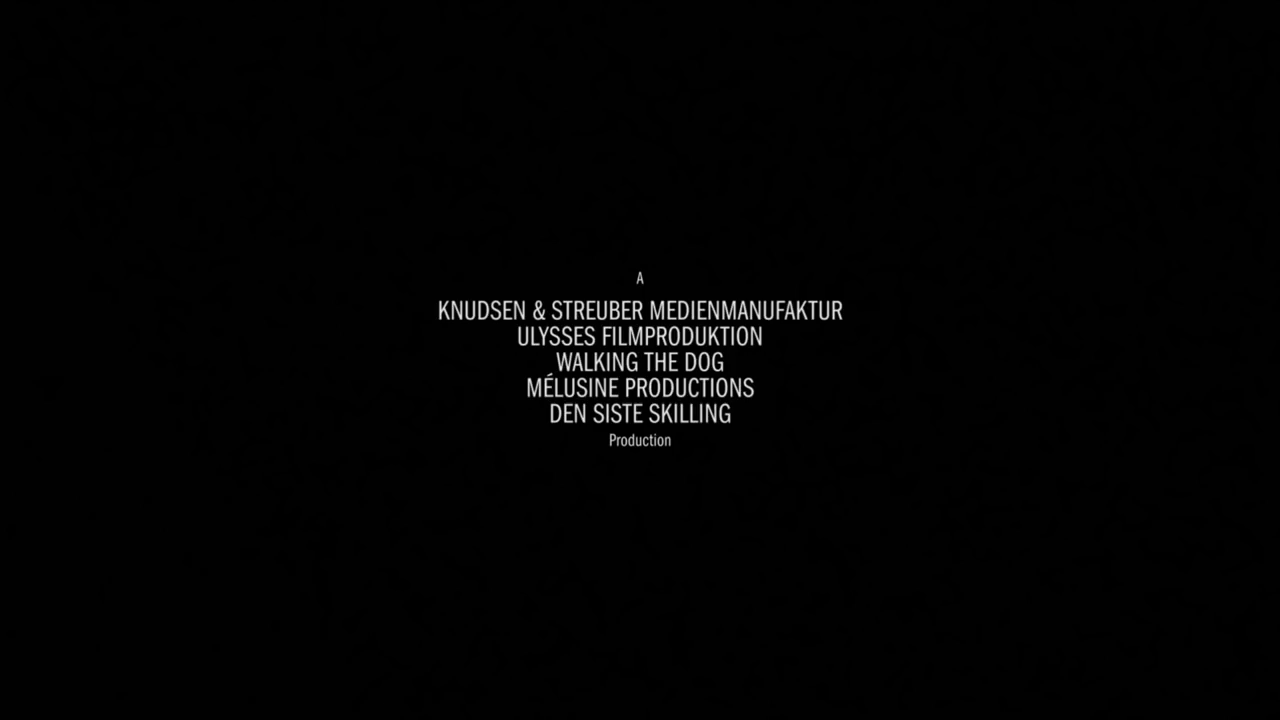 A
KNUDSEN & STREUBER MEDIENMANUFAKTUR
ULYSSES FILMPRODUKTION
WALKING THE DOG
MÉLUSINE PRODUCTIONS
DEN SISTE SKILLING
Production